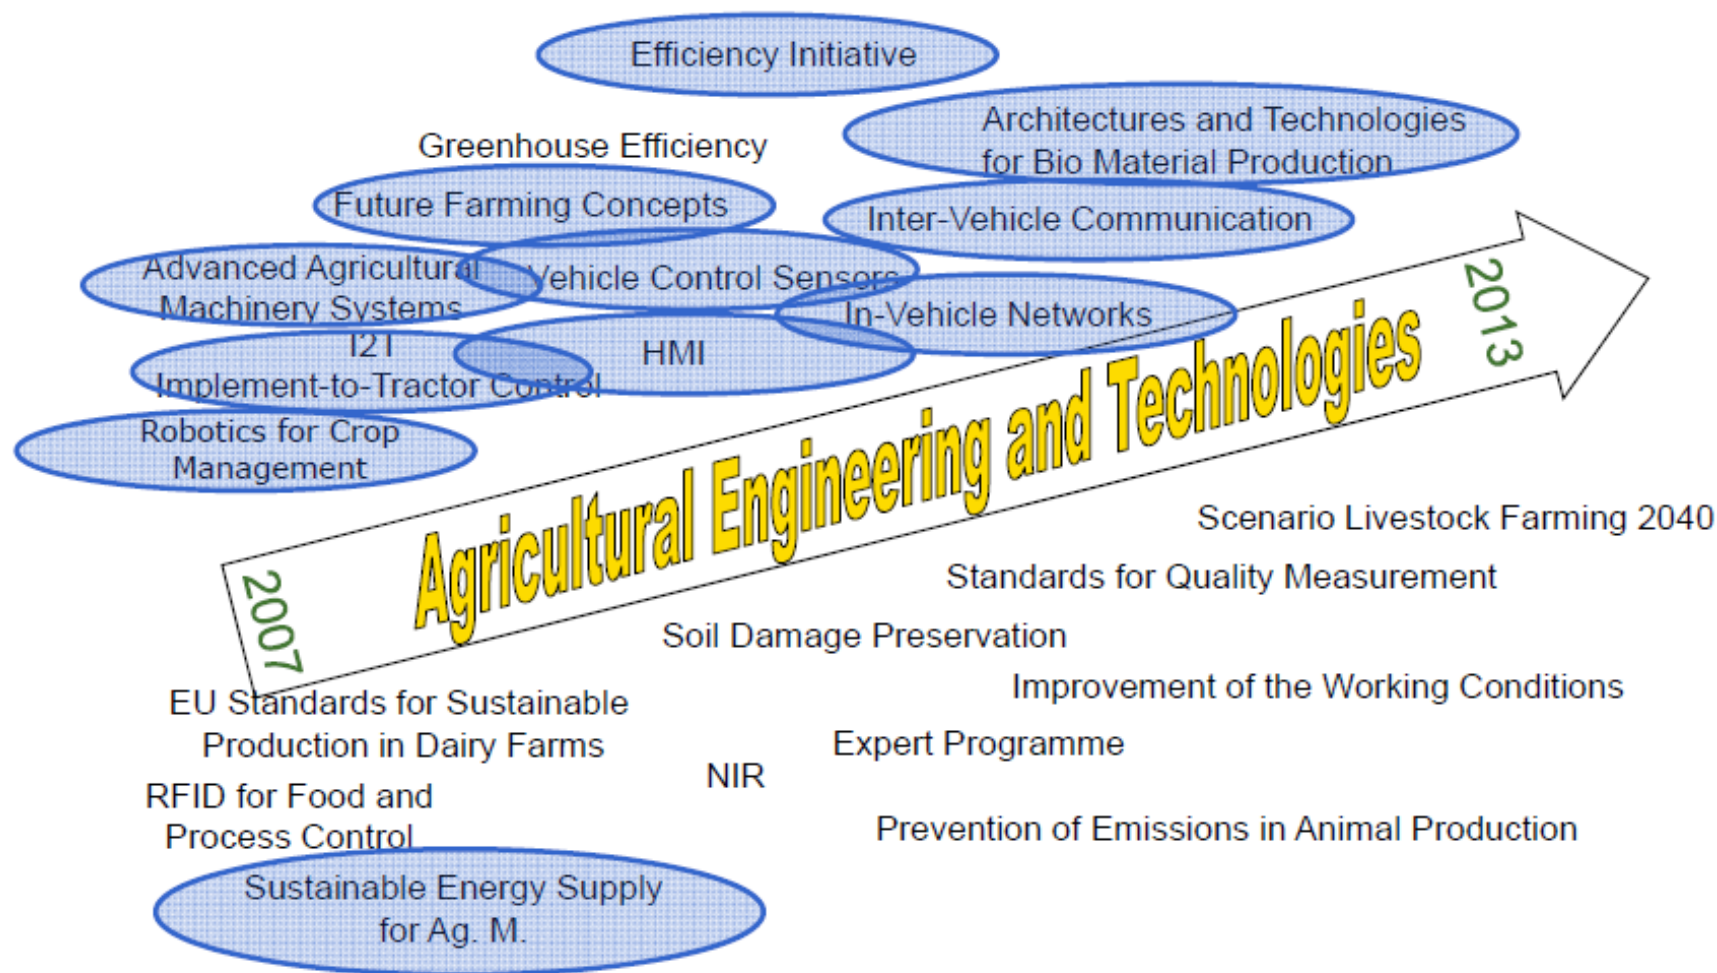 Efficiency Initiative
Architectures and Technologies
for Bio Material Production
Greenhouse Efficiency
Future Farming Concepts
Inter-Vehicle Communication
Advanced Agricultural
Machinery Systems
Vehicle Control Sensors
In-Vehicle Networks
I2T
Implement-to-Tractor Control
HMI
Robotics for Crop
Management
2013
Agricultural Engineering and Technologies
2007
Scenario Livestock Farming 2040
Standards for Quality Measurement
Soil Damage Preservation
Improvement of the Working Conditions
EU Standards for Sustainable
Production in Dairy Farms
Expert Programme
NIR
RFID for Food and
Process Control
Prevention of Emissions in Animal Production
Sustainable Energy Supply
for Ag. M.